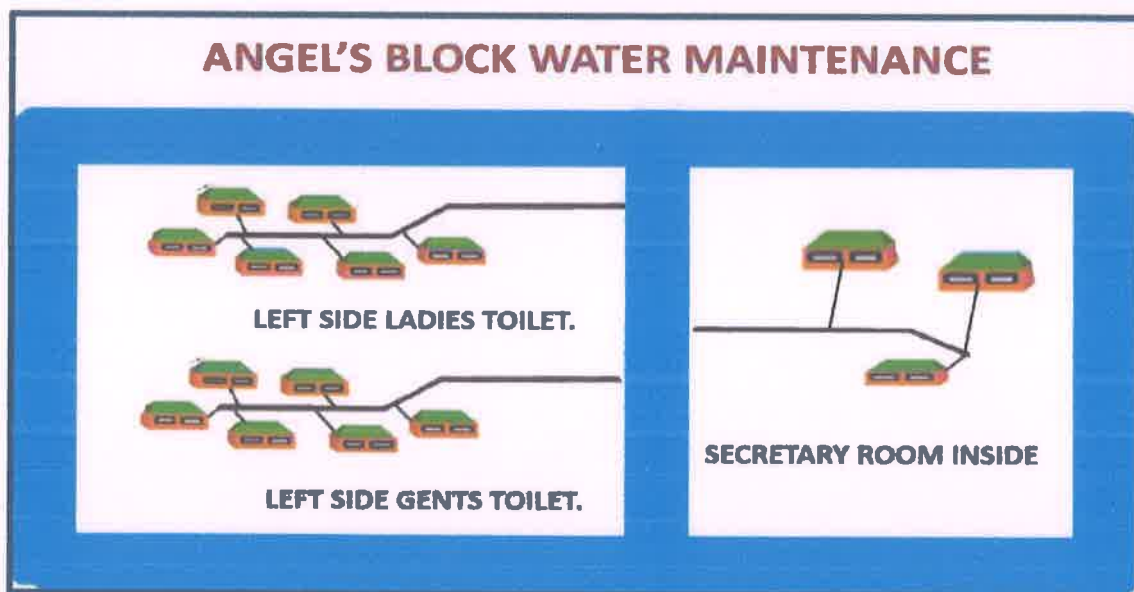 ANGEL'S BLOCK WATER MAINTENANCE
LEFT SIDE LADIES TOILET.
LEFT SIDE GENTS TOILET.
SECRETARY ROOM INSIDE